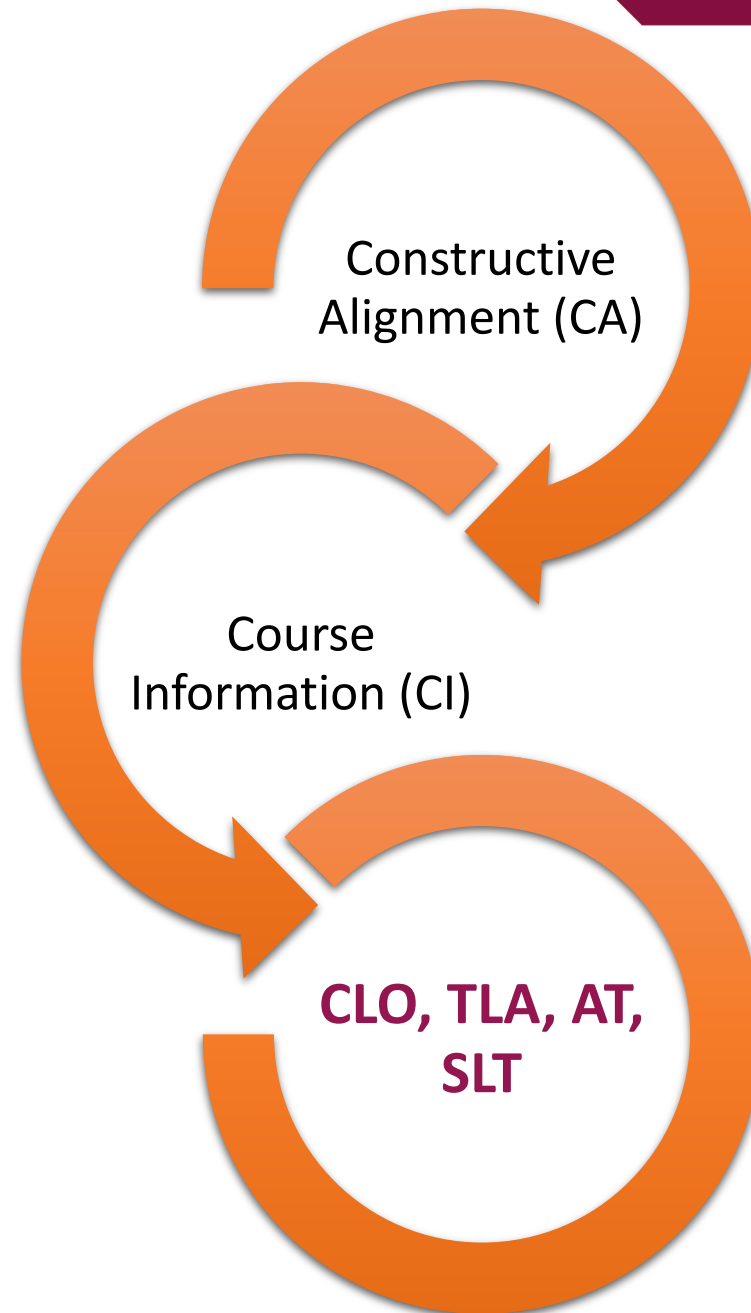 Constructive
Alignment (CA)
Course
Information (CI)
CLO, TLA, AT,
SLT